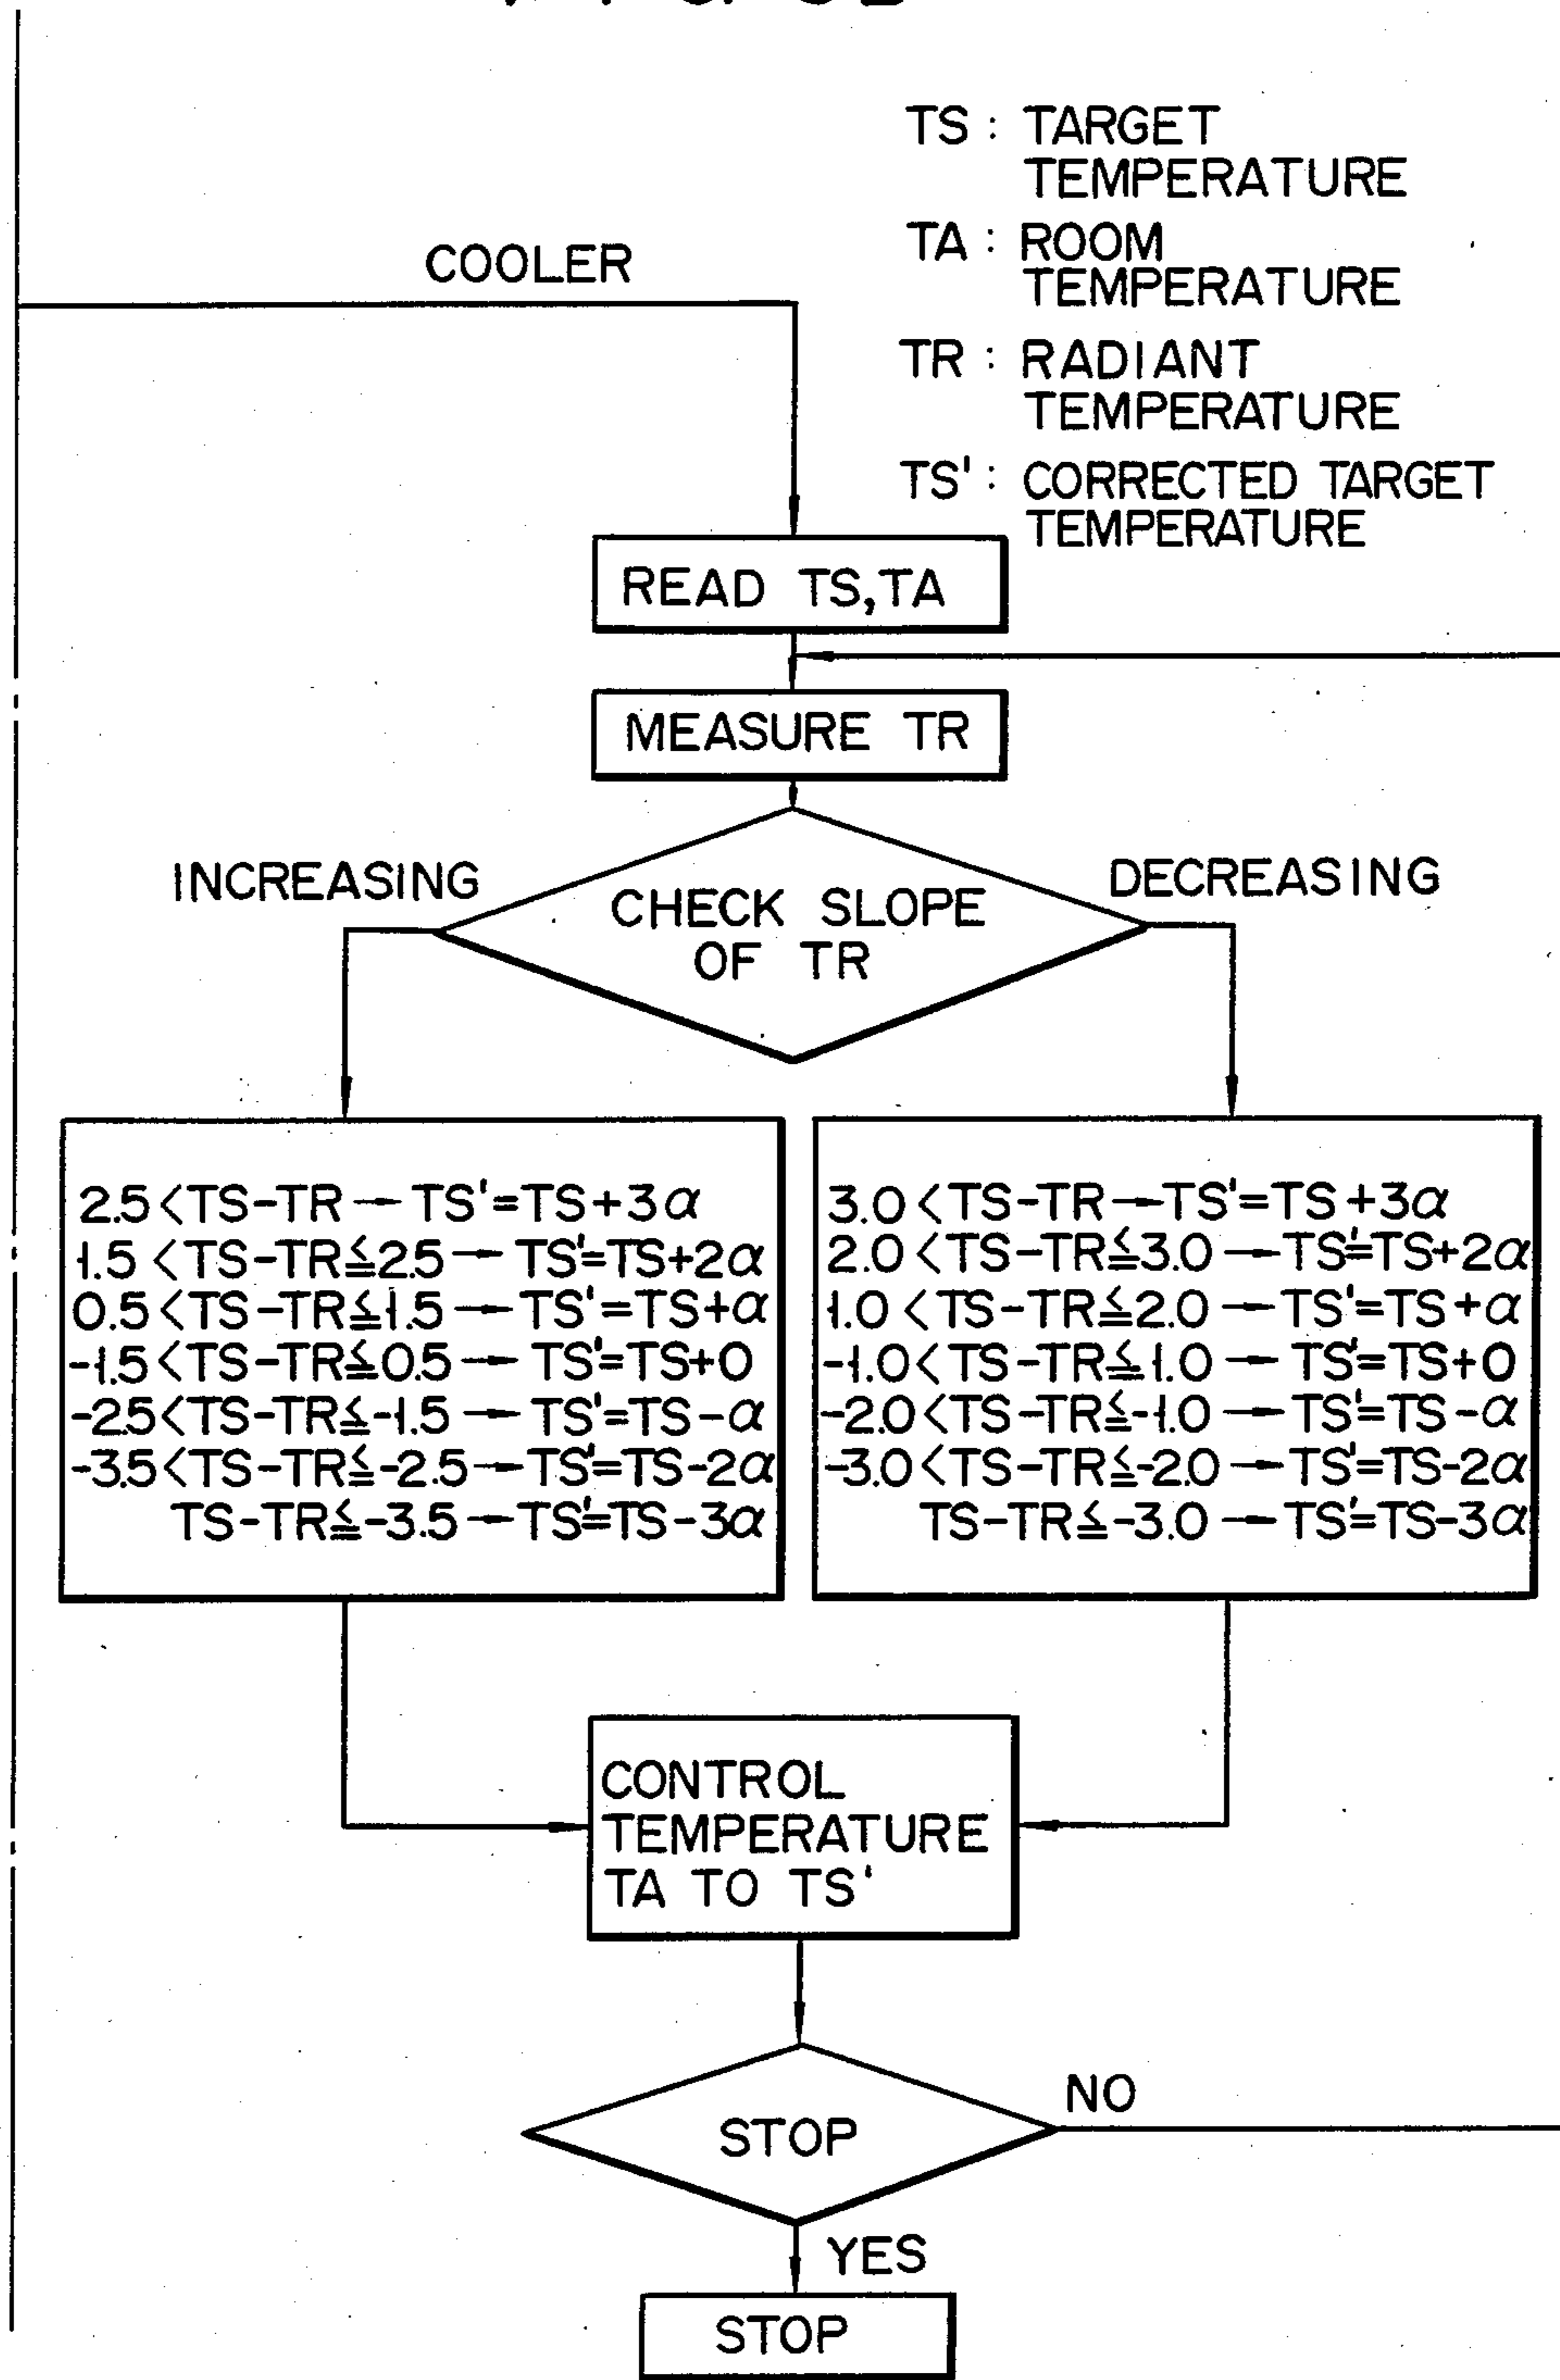 TS : TARGET
TEMPERATURE
TA : ROOM
TEMPERATURE
TR : RADIANT
TEMPERATURE
TS' : CORRECTED TARGET
TEMPERATURE
COOLER
READ TS,TA
MEASURE TR
INCREASING
CHECK SLOPE
OF TR
DECREASING
2.5<TS-TR→TS'=TS+3α
1.5<TS-TR≦2.5→TS'=TS+2α
0.5<TS-TR≦1.5→TS'=TS+α
-1.5<TS-TR≦0.5→TS'=TS+0
-2.5<TS-TR≦-1.5→TS'=TS-α
-3.5<TS-TR≦-2.5→TS'=TS-2α
TS-TR≦-3.5→TS'=TS-3α
3.0<TS-TR→TS'=TS+3α
2.0<TS-TR≦3.0→TS'=TS+2α
1.0<TS-TR≦2.0→TS'=TS+α
-1.0<TS-TR≦1.0→TS'=TS+0
-2.0<TS-TR≦-1.0→TS'=TS-α
-3.0<TS-TR≦-2.0→TS'=TS-2α
TS-TR≦-3.0→TS'=TS-3α
CONTROL
TEMPERATURE
TA TO TS'
STOP
NO
YES
STOP